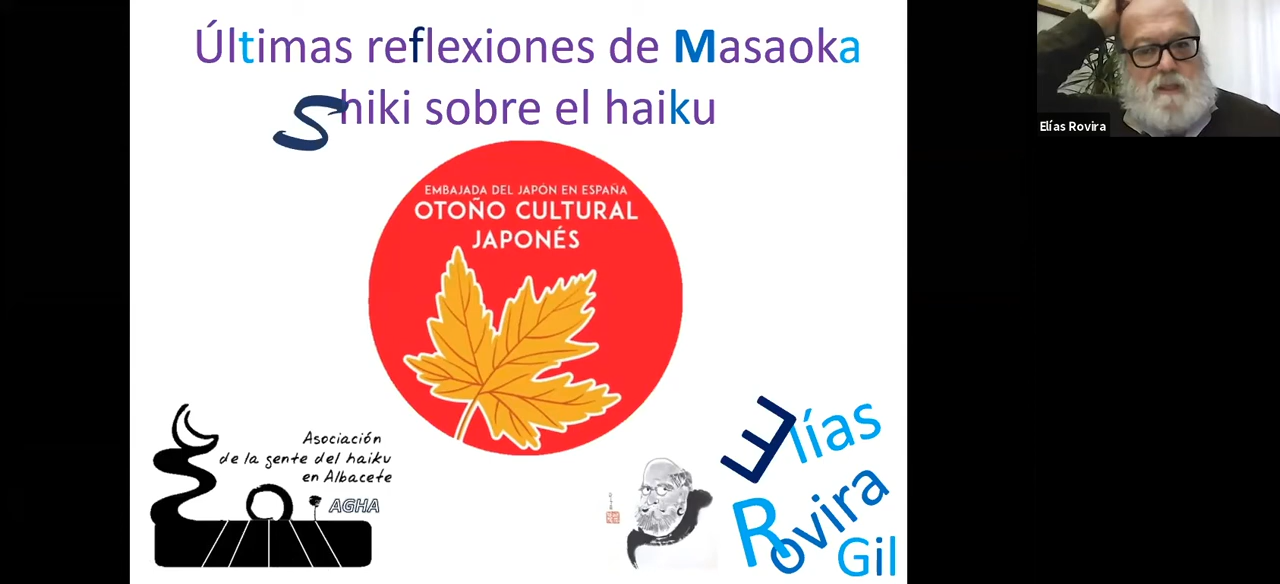 Últimas reflexiones de Masaoka
Shiki sobre el haiku
EMBAJADA DEL JAPÓN EN ESPAÑA
OTOÑO CULTURAL
JAPONÉS
Asociación
de la gente del haiku
en Albacete
AGHA
Elías
Rovira
Gil
Elías Rovira